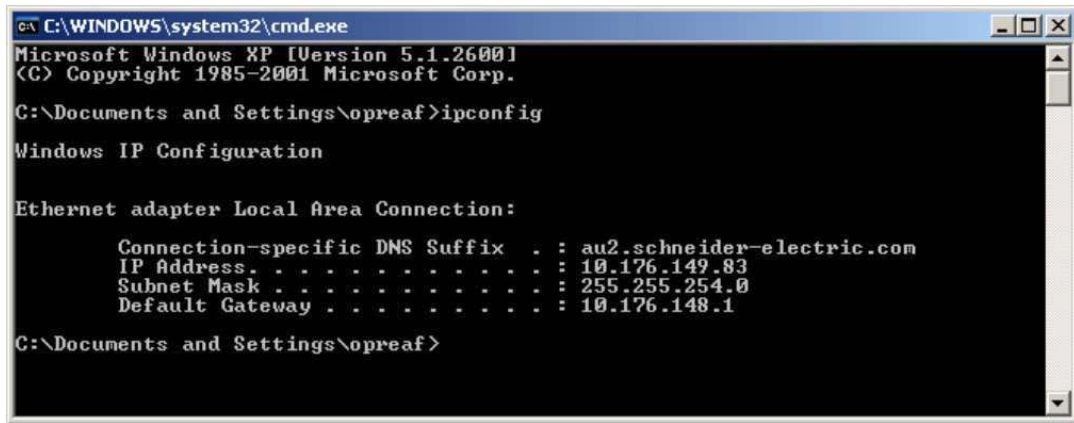 C:\WINDOWS\system32\cmd.exe
Microsoft Windows XP [Version 5.1.2600]
(C) Copyright 1985-2001 Microsoft Corp.
C:\Documents and Settings\opreaf>ipconfig
Windows IP Configuration
Ethernet adapter Local Area Connection:
Connection-specific DNS Suffix . : au2.schneider-electric.com
IP Address. . . . . . . . . . . . : 10.176.149.83
Subnet Mask . . . . . . . . . . . : 255.255.254.0
Default Gateway . . . . . . . . . : 10.176.148.1
C:\Documents and Settings\opreaf>